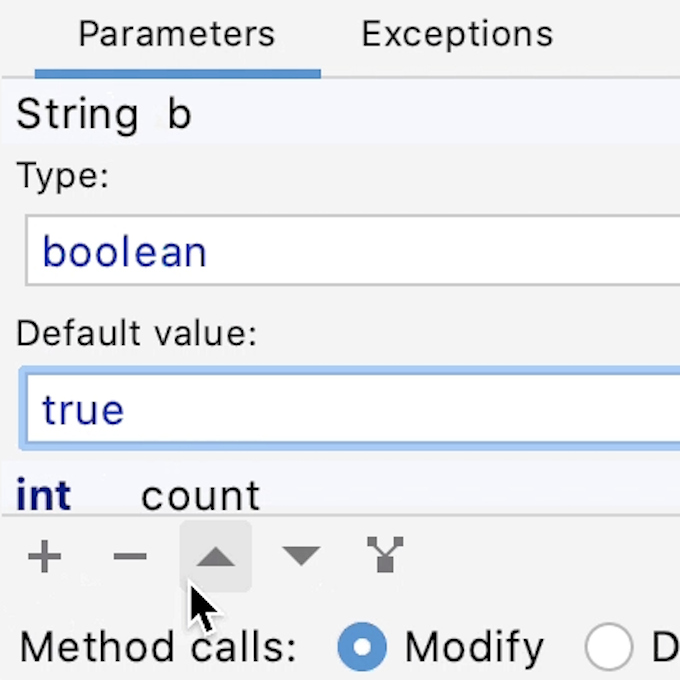 Parameters Exceptions
String b
Type:
boolean
Default value:
true
int count
Method calls: Modify